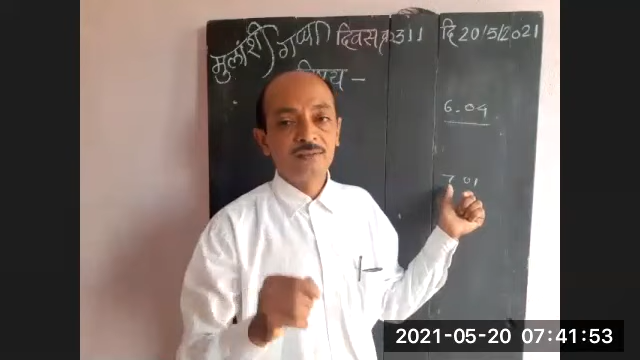 मुलांशी गप्पा दिवस क्र 311 दि 20/5/2021
विषय -
6.04
7.01
2021-05-20 07:41:53